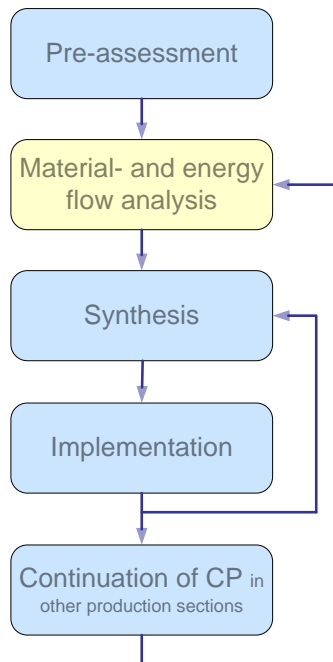 Pre-assessment
Material- and energy
flow analysis
Synthesis
Implementation
Continuation of CP in
other production sections